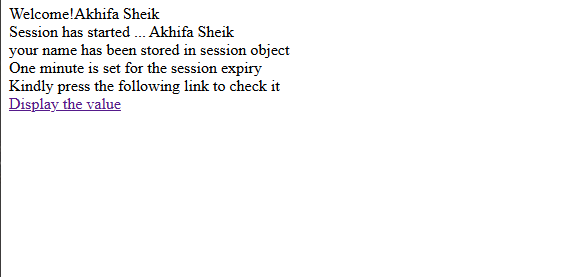 Welcome!Akhifa Sheik
Session has started ... Akhifa Sheik
your name has been stored in session object
One minute is set for the session expiry
Kindly press the following link to check it
Display the value